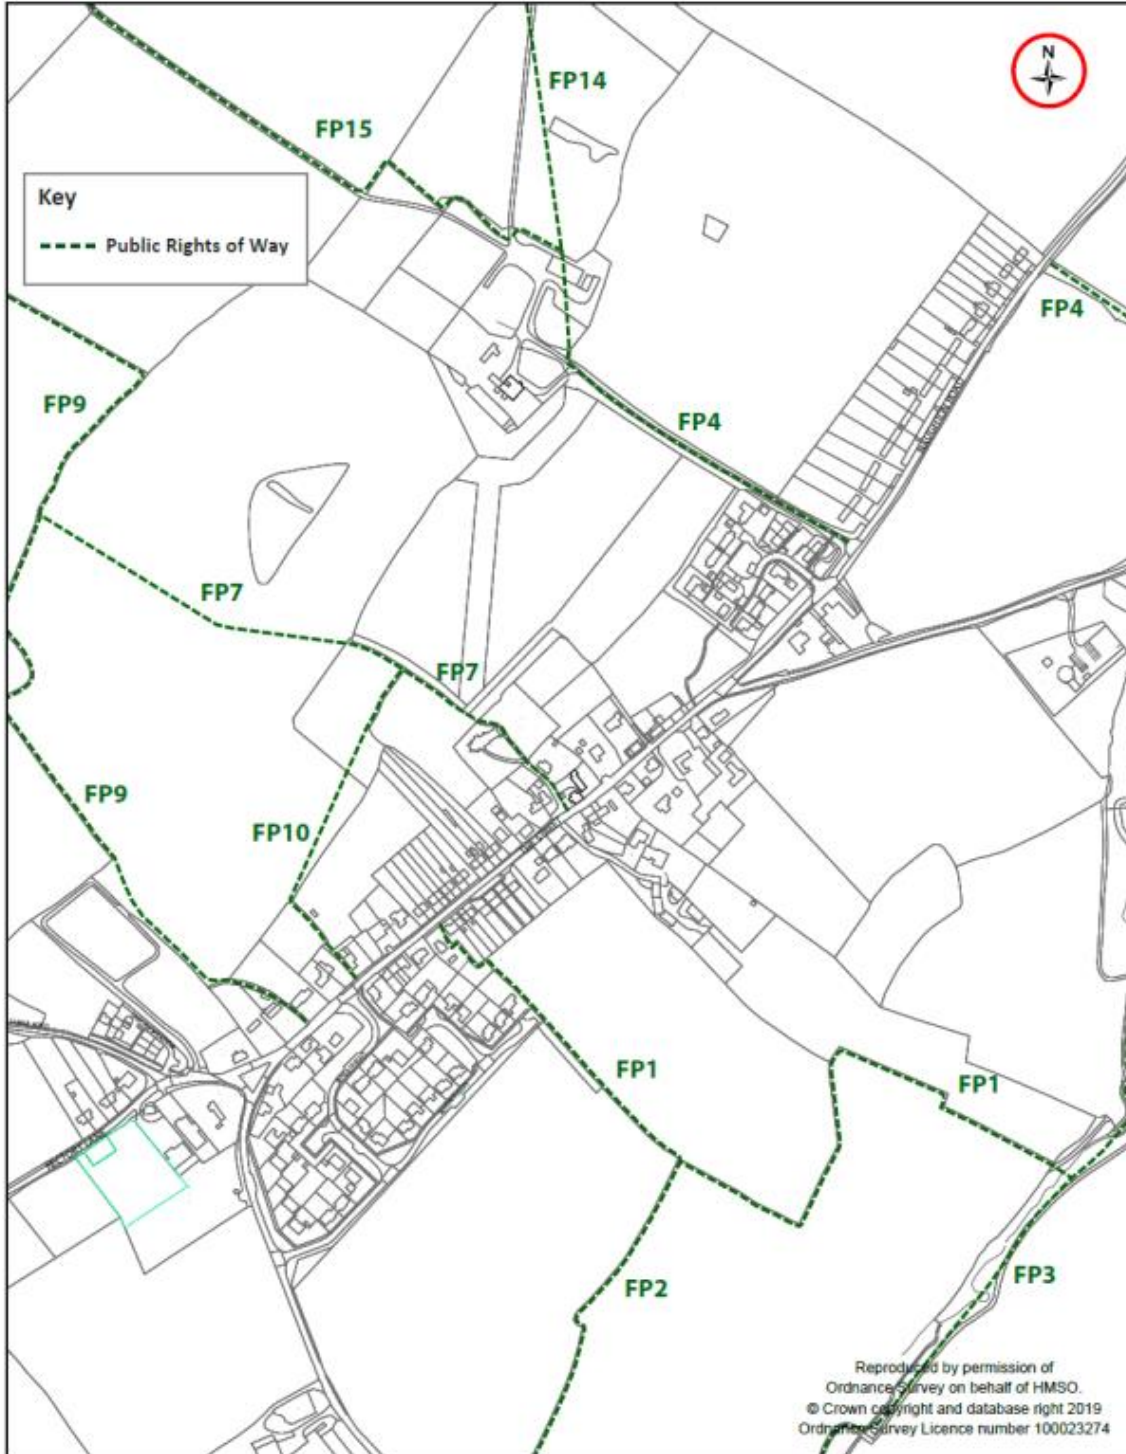 N
FP14
FP15
Key
Public Rights of Way
FP4
FP9
FP4
FP7
FP7
FP9
FP10
FP1
FP1
RECTORY LANE
FP2
FP3
Reproduced by permission of
Ordnance Survey on behalf of HMSO.
© Crown copyright and database right 2019
Ordnance Survey Licence number 100023274